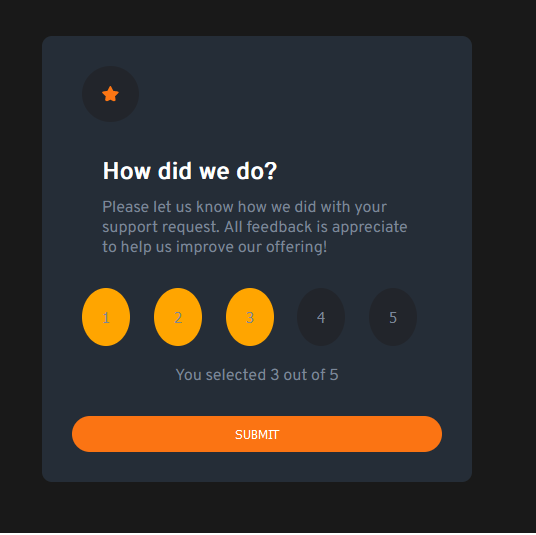 How did we do?
Please let us know how we did with your
support request. All feedback is appreciate
to help us improve our offering!
1 2 3 4 5
You selected 3 out of 5
SUBMIT